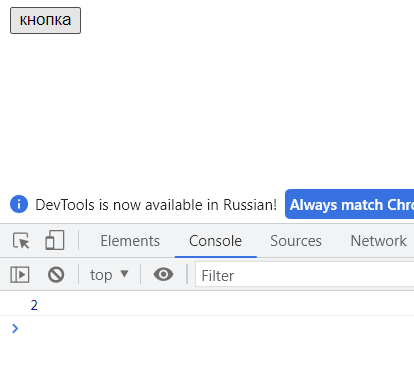 кнопка
DevTools is now available in Russian! Always match Chro
Elements Console Sources Network
top Filter
2